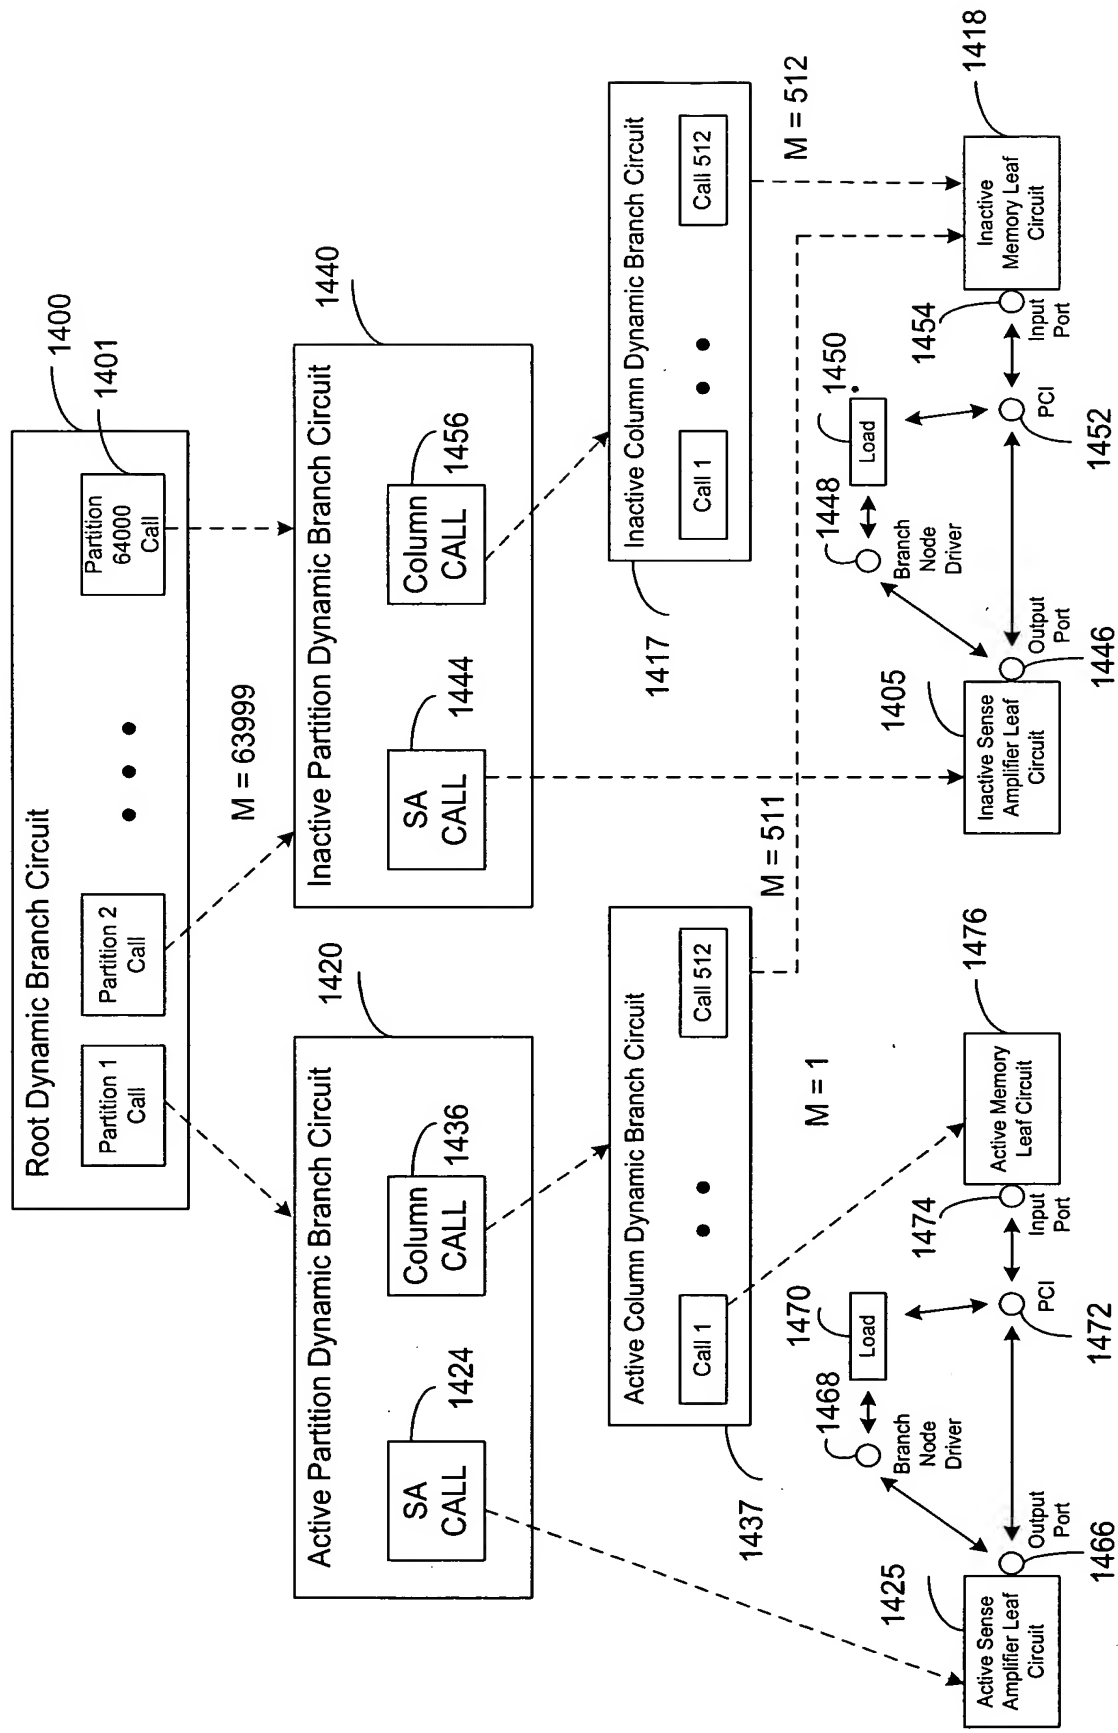 Root Dynamic Branch Circuit
1400
1401
Partition 1
Call
Partition 2
Call
Partition
64000
Call
M = 63999
1420
1440
Active Partition Dynamic Branch Circuit
SA
CALL
1424
Column
CALL
1436
Inactive Partition Dynamic Branch Circuit
SA
CALL
1444
Column
CALL
1456
Active Column Dynamic Branch Circuit
Call 1
Call 512
1437
Inactive Column Dynamic Branch Circuit
Call 1
Call 512
1417
M = 1
M = 511
M = 512
1425
1468
Branch
Node
Driver
1470
Load
1474
1476
Active Sense
Amplifier Leaf
Circuit
Output
Port
1466
PCI
1472
Input
Port
Active Memory
Leaf Circuit
1405
1448
Branch
Node
Driver
1450
Load
1454
1418
Inactive Sense
Amplifier Leaf
Circuit
Output
Port
1446
PCI
1452
Input
Port
Inactive
Memory Leaf
Circuit